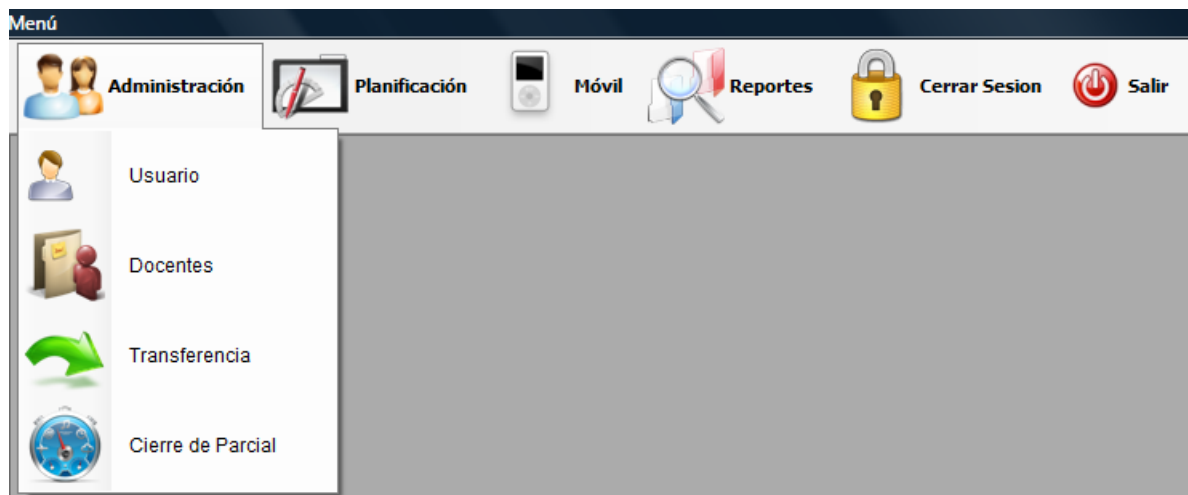 Menú
Administración Planificación Móvil Reportes Cerrar Sesion Salir
Usuario
Docentes
Transferencia
Cierre de Parcial